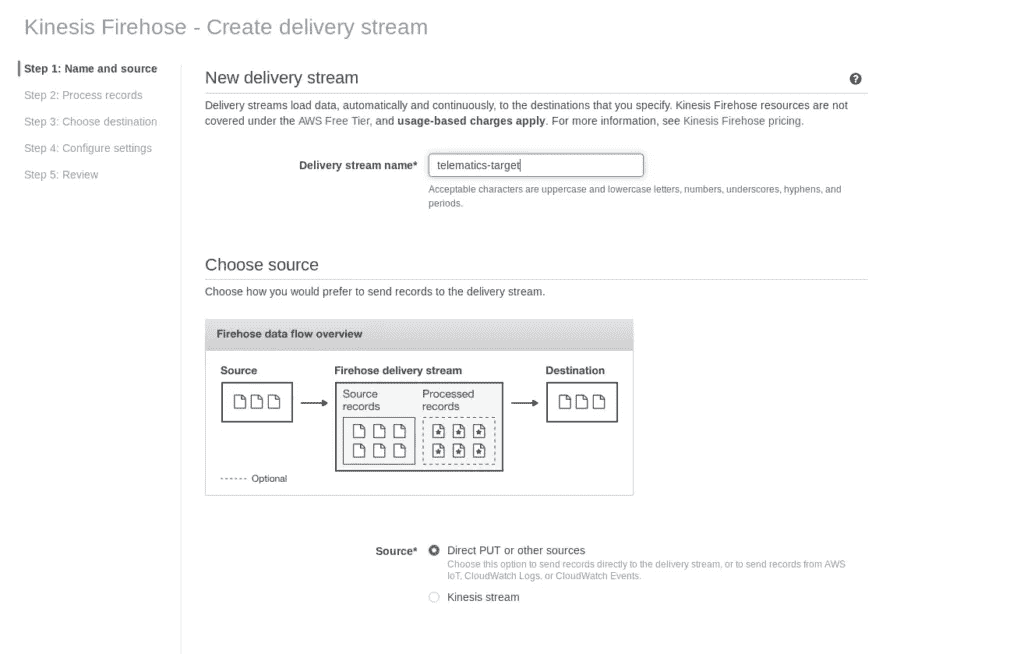 Kinesis Firehose - Create delivery stream
Step 1: Name and source
Step 2: Process records
Step 3: Choose destination
Step 4: Configure settings
Step 5: Review
New delivery stream
?
Delivery streams load data, automatically and continuously, to the destinations that you specify. Kinesis Firehose resources are not
covered under the AWS Free Tier, and usage-based charges apply. For more information, see Kinesis Firehose pricing.
Delivery stream name* telematics-target
Acceptable characters are uppercase and lowercase letters, numbers, underscores, hyphens, and
periods.
Choose source
Choose how you would prefer to send records to the delivery stream.
Firehose data flow overview
Source
Firehose delivery stream
Destination
Source
records
Processed
records
Optional
Source* Direct PUT or other sources
Choose this option to send records directly to the delivery stream, or to send records from AWS
IoT, CloudWatch Logs, or CloudWatch Events.
Kinesis stream